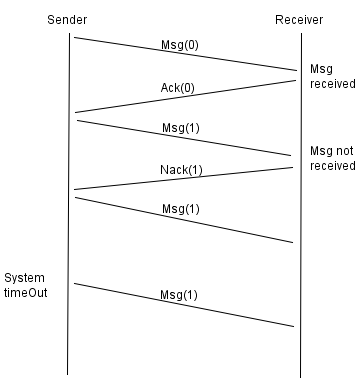 Sender
Receiver
Msg(0)
Msg
received
Ack(0)
Msg(1)
Msg not
received
Nack(1)
Msg(1)
System
timeOut
Msg(1)